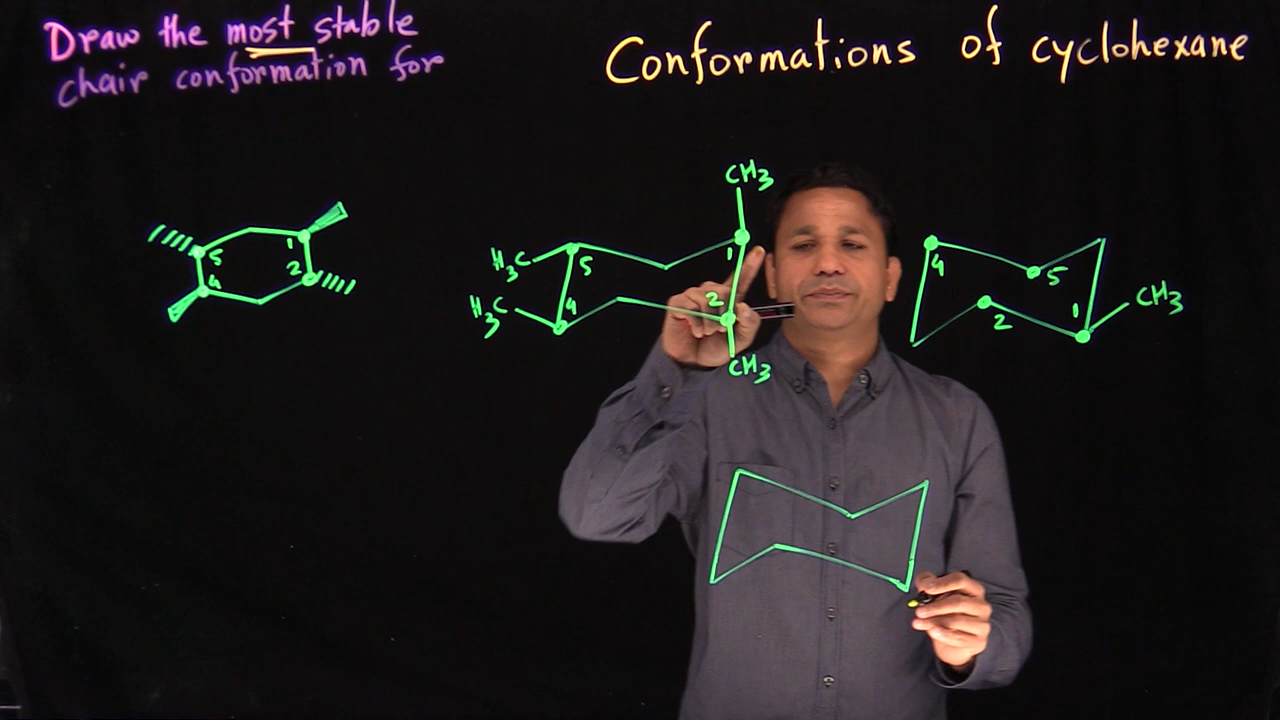 Draw the most stable
chair conformation for
Conformations of cyclohexane
5
1
4
2
CH3
H3C
5
1
H3C
4
2
CH3
4
5
2
1
CH3